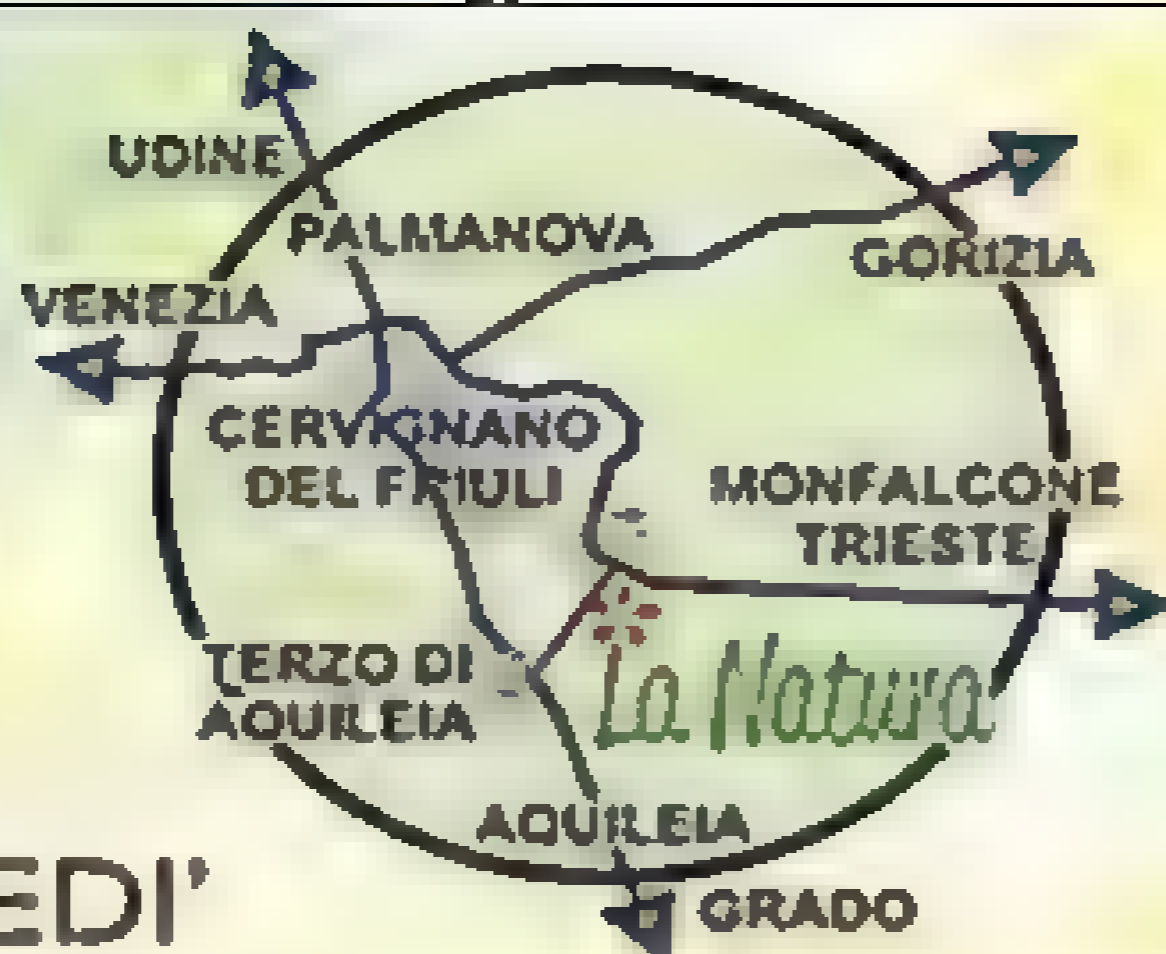 UDINE
PALMANOVA
GORIZIA
VENEZIA
CERVIGNANO
DEL FRIULI
MONFALCONE
TRIESTE
TERZO DI
AQUILEIA
La Natura
AQUILEIA
EDI'
GRADO